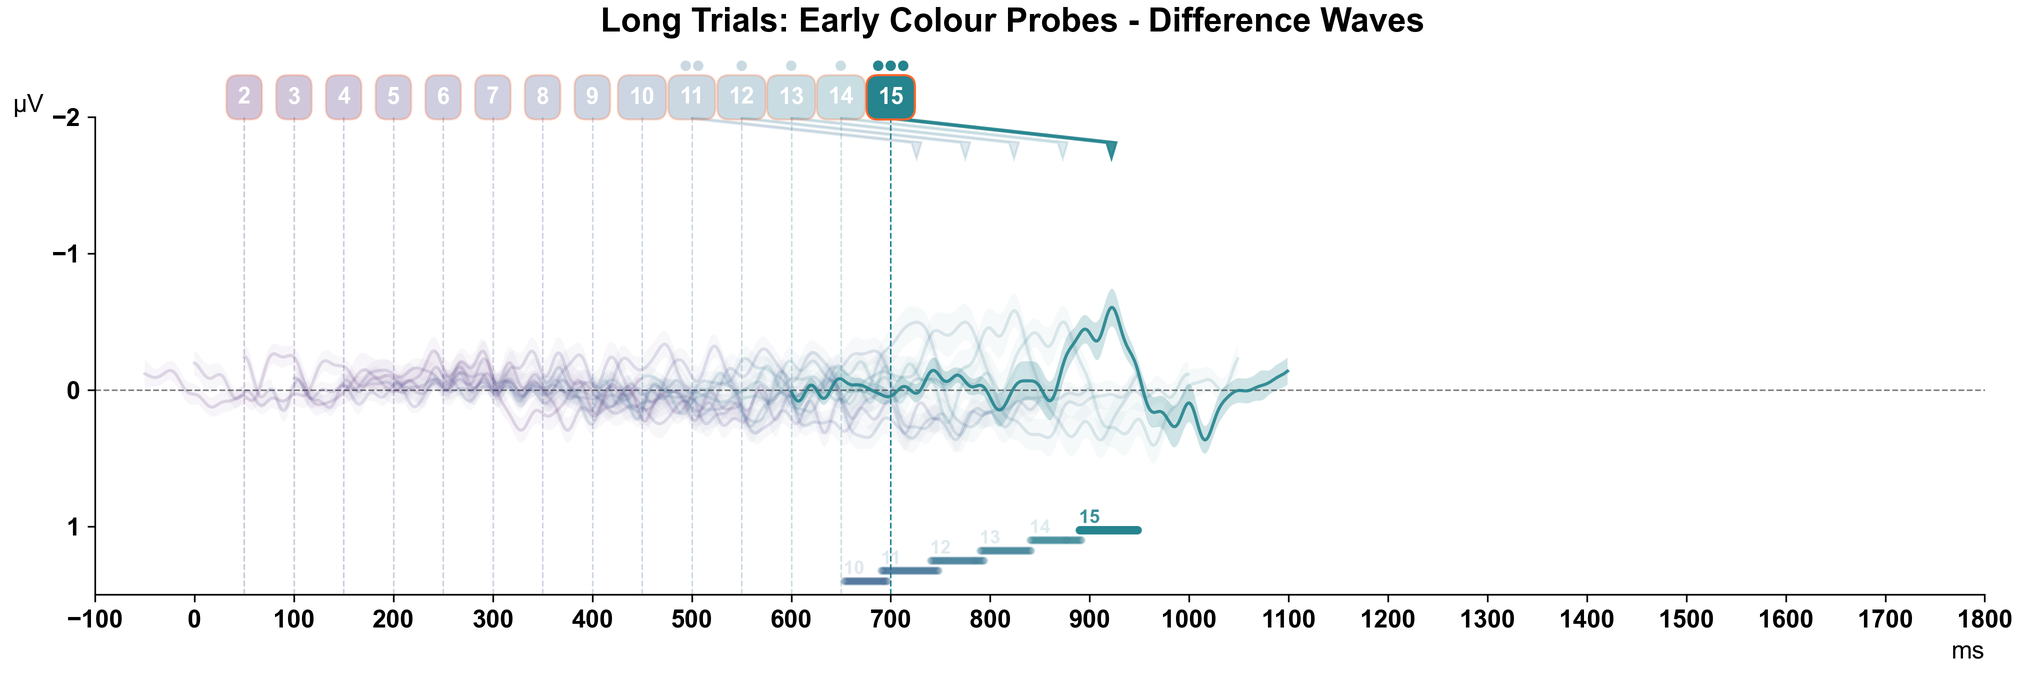 Long Trials: Early Colour Probes - Difference Waves
2 3 4 5 6 7 8 9 10 11 12 13 14 15
µV
−2
−1
0
1
15
14
13
12
11
10
−100 0 100 200 300 400 500 600 700 800 900 1000 1100 1200 1300 1400 1500 1600 1700 1800
ms